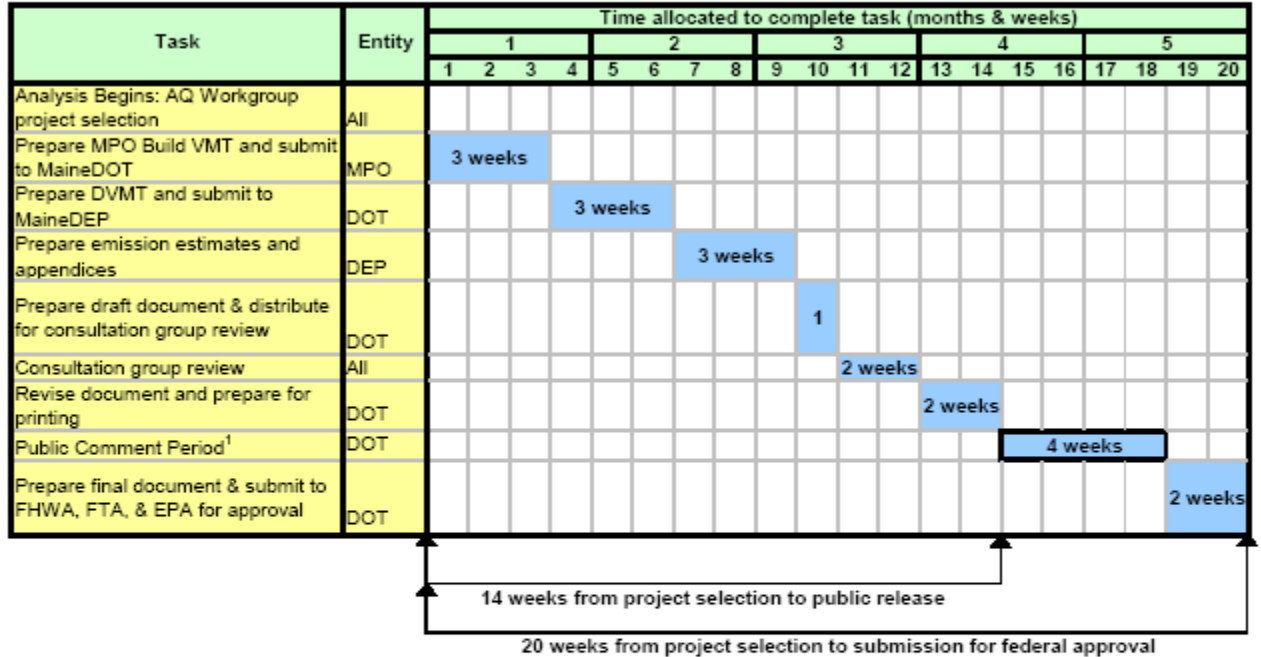 Time allocated to complete task (months & weeks)
Task Entity 1 2 3 4 5
1 2 3 4 5 6 7 8 9 10 11 12 13 14 15 16 17 18 19 20
Analysis Begins: AQ Workgroup
project selection All
Prepare MPO Build VMT and submit
to MaineDOT MPO 3 weeks
Prepare DVMT and submit to
MaineDEP DOT 3 weeks
Prepare emission estimates and
appendices DEP 3 weeks
Prepare draft document & distribute
for consultation group review DOT 1
Consultation group review All 2 weeks
Revise document and prepare for
printing DOT 2 weeks
Public Comment Period1 DOT 4 weeks
Prepare final document & submit to
FHWA, FTA, & EPA for approval DOT 2 weeks
14 weeks from project selection to public release
20 weeks from project selection to submission for federal approval